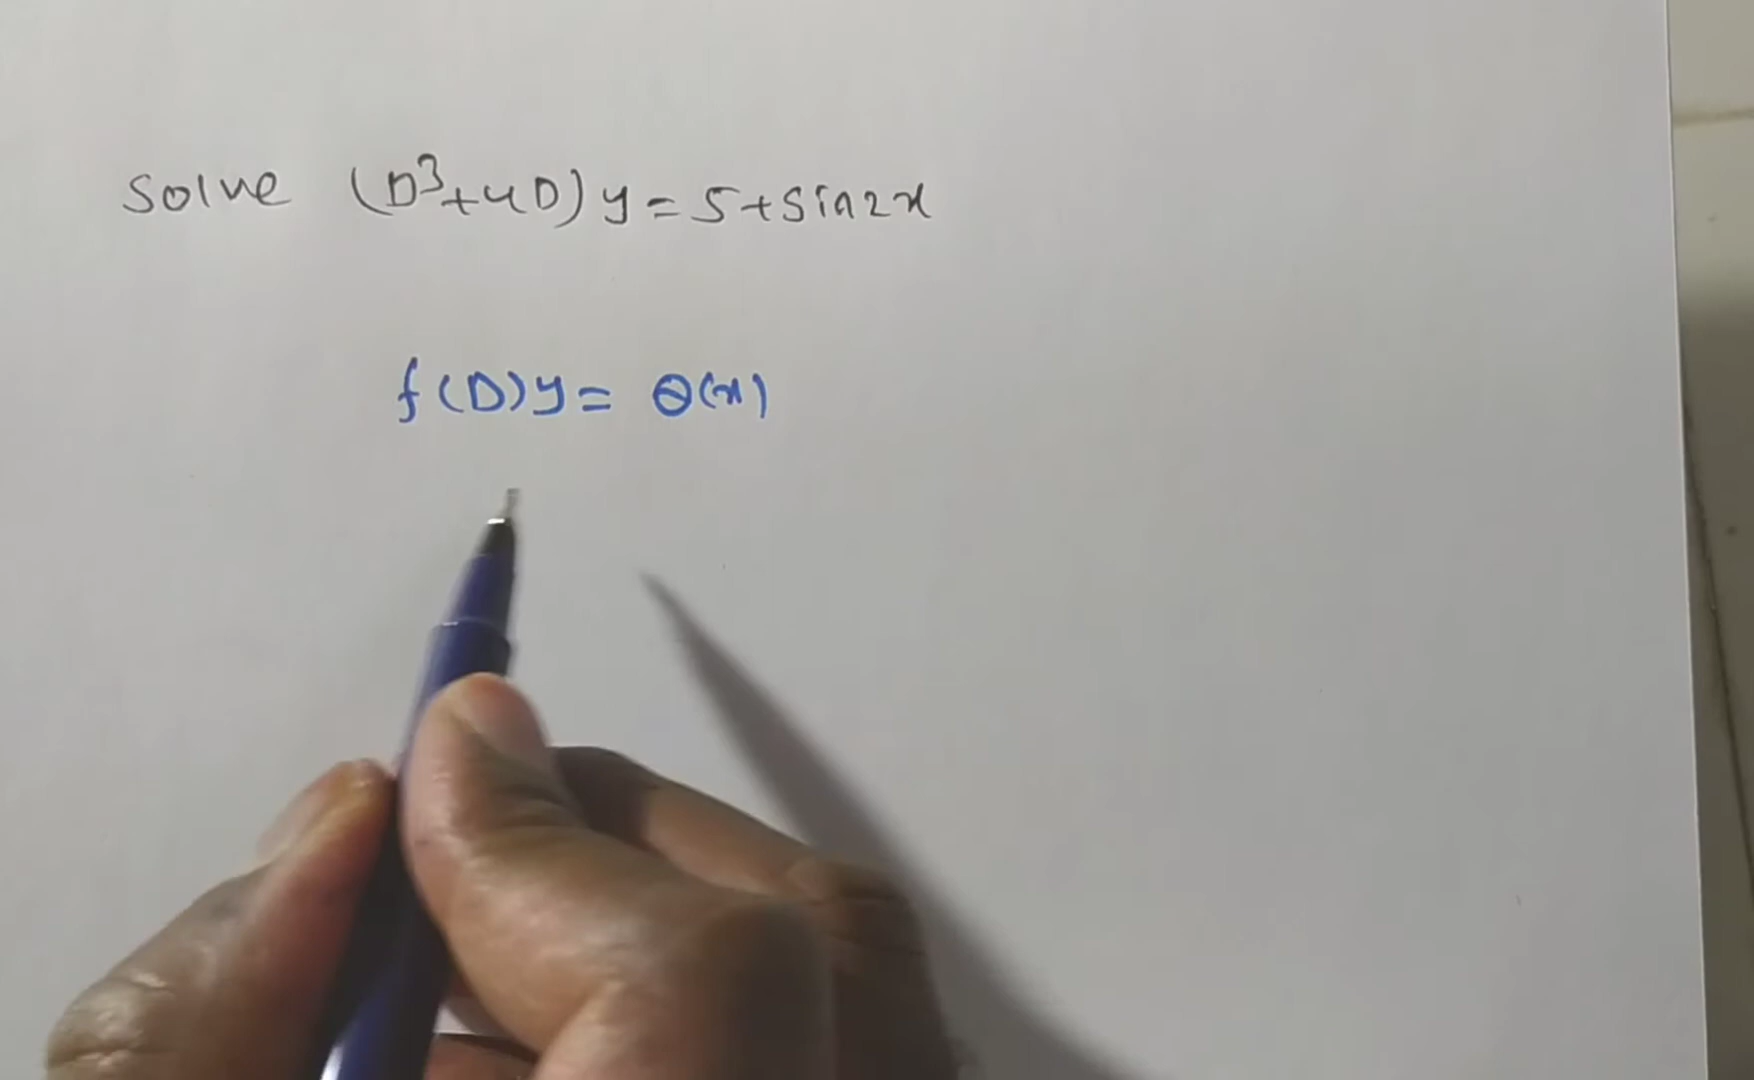 Solve (D³+4D)y=5+Sin2x
f(D)y= Θ(x)